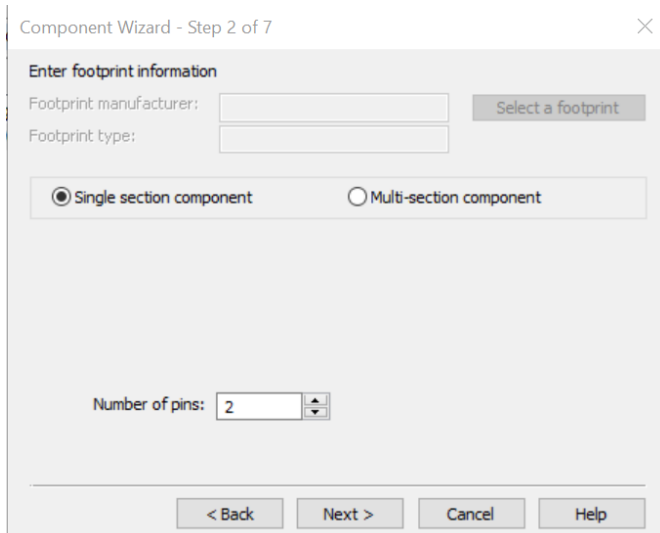 Component Wizard - Step 2 of 7
Enter footprint information
Footprint manufacturer:
Select a footprint
Footprint type:
Single section component
Multi-section component
Number of pins: 2
< Back
Next >
Cancel
Help